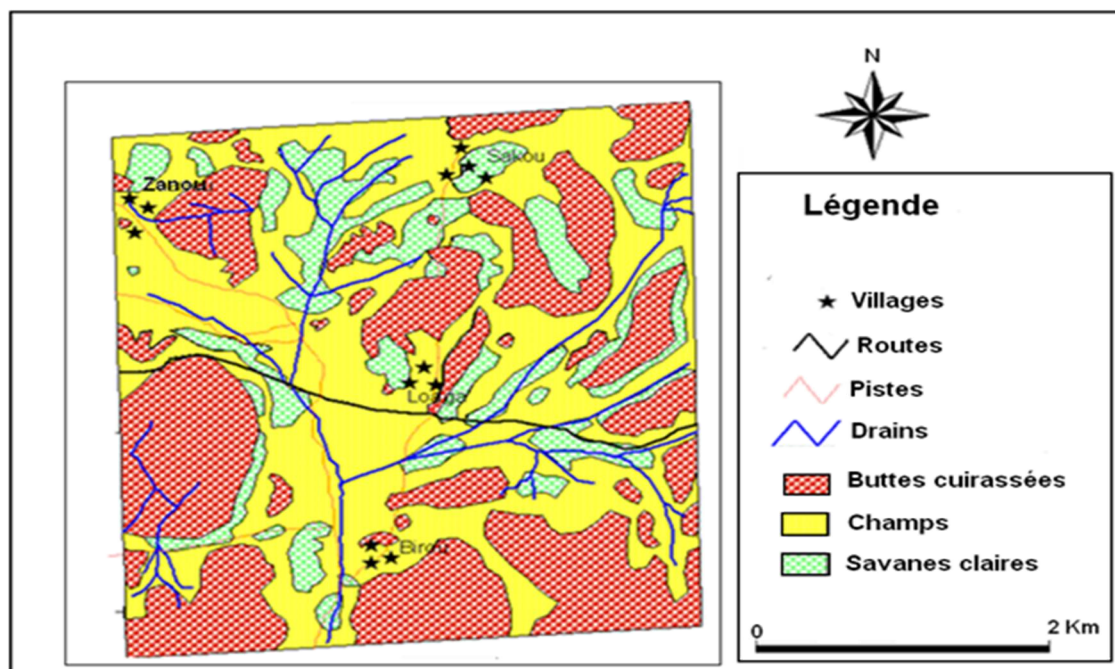 N
Sakou
Zanou
Loaga
Birou
Légende
Villages
Routes
Pistes
Drains
Buttes cuirassées
Champs
Savanes claires
0 2 Km